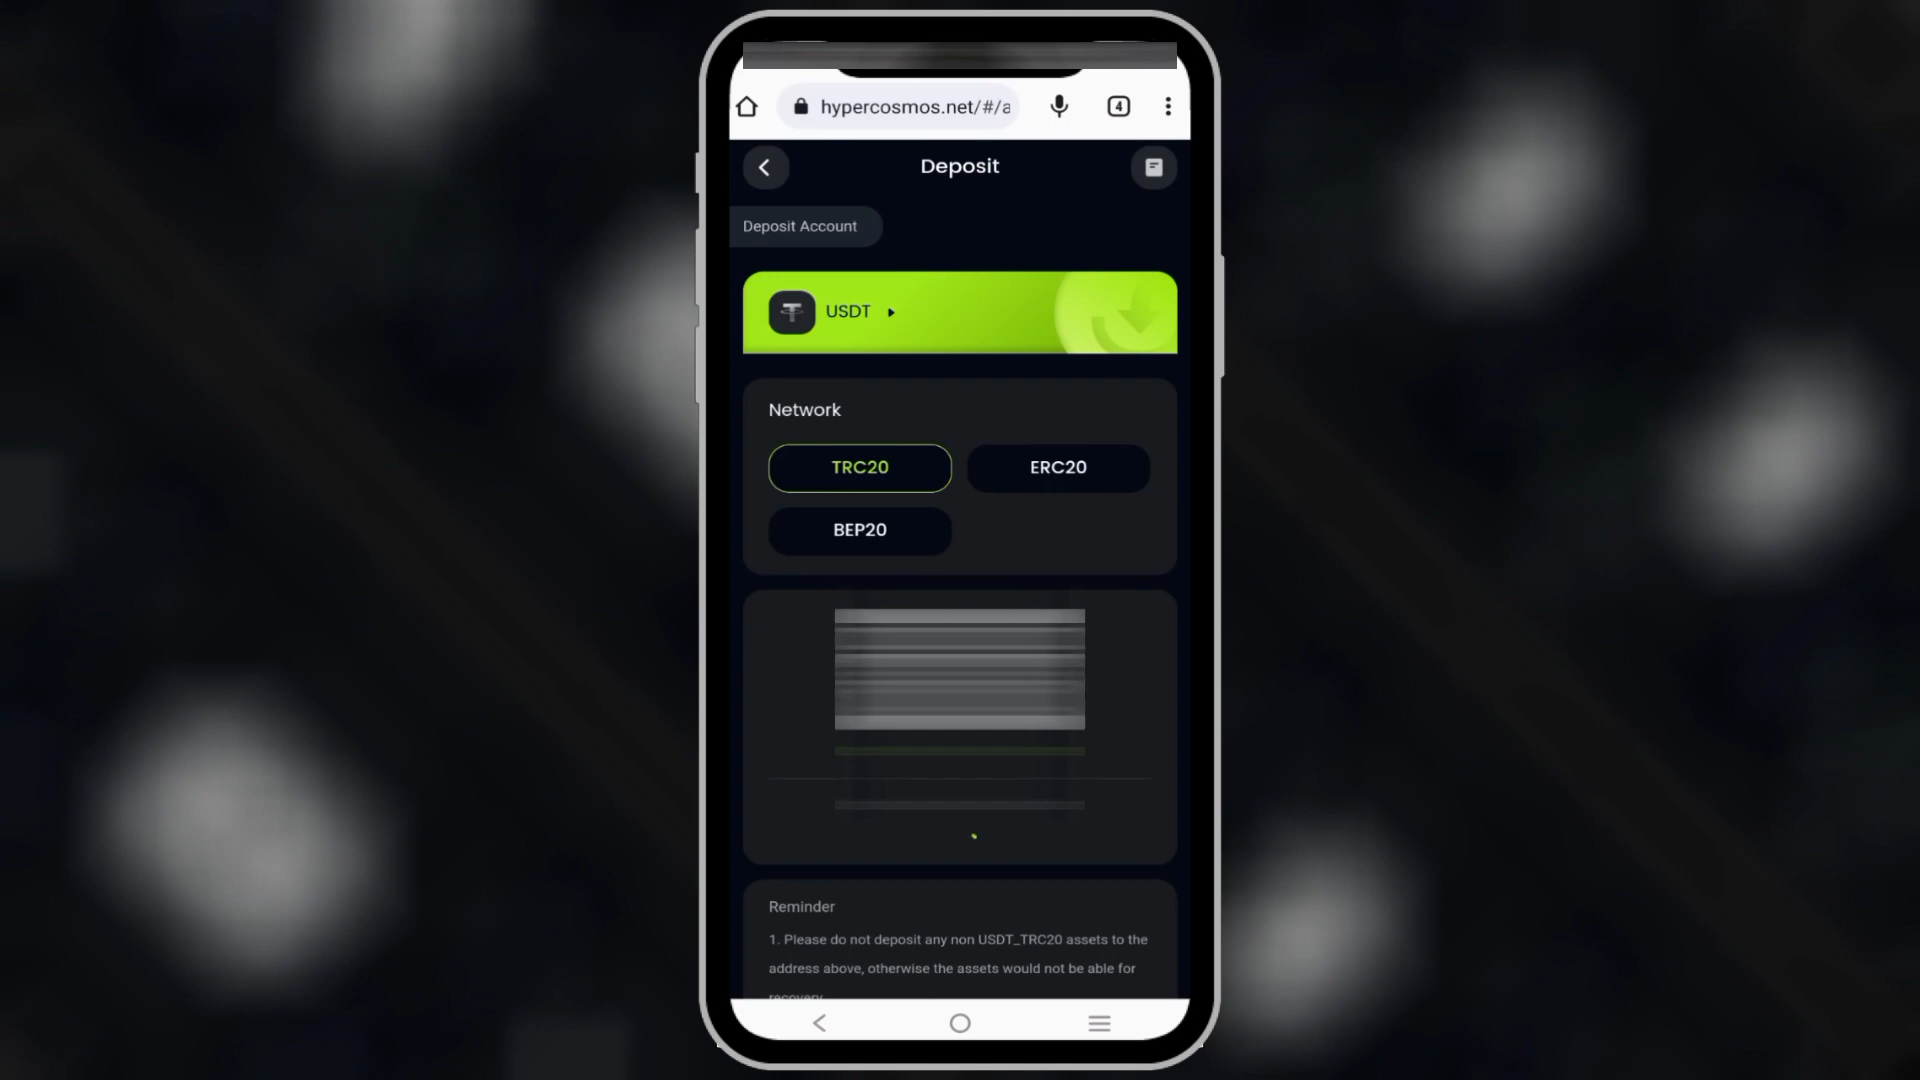 hypercosmos.net/#/a
4
Deposit
Deposit Account
USDT
Network
TRC20
ERC20
BEP20
Reminder
1. Please do not deposit any non USDT_TRC20 assets to the
address above, otherwise the assets would not be able for
recovery